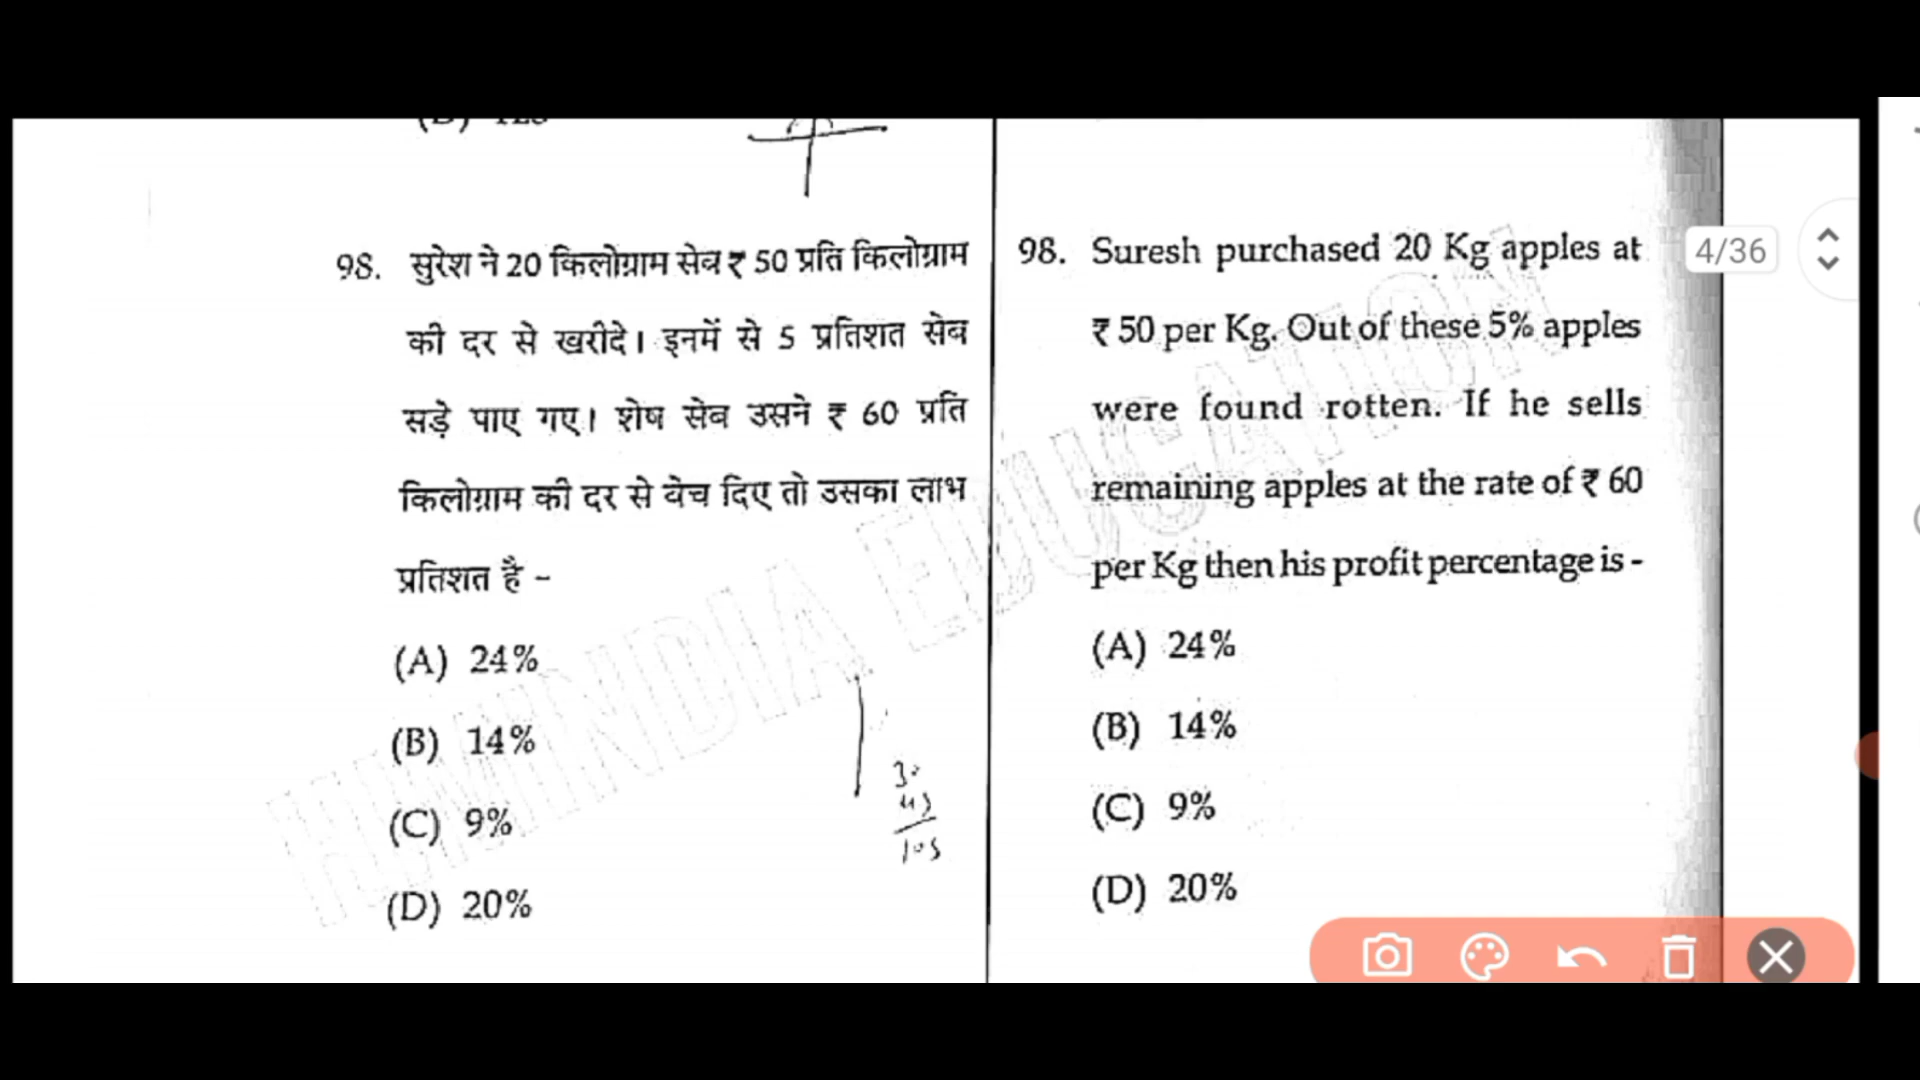 98. सुरेश ने 20 किलोग्राम सेब ₹ 50 प्रति किलोग्राम
की दर से खरीदे। इनमें से 5 प्रतिशत सेब
सड़े पाए गए। शेष सेब उसने ₹ 60 प्रति
किलोग्राम की दर से बेच दिए तो उसका लाभ
प्रतिशत है -
(A) 24%
(B) 14%
(C) 9%
(D) 20%
105
98. Suresh purchased 20 Kg apples at
₹ 50 per Kg. Out of these 5% apples
were found rotten. If he sells
remaining apples at the rate of ₹ 60
per Kg then his profit percentage is -
(A) 24%
(B) 14%
(C) 9%
(D) 20%
4/36
HIMINDIA EDUCATION